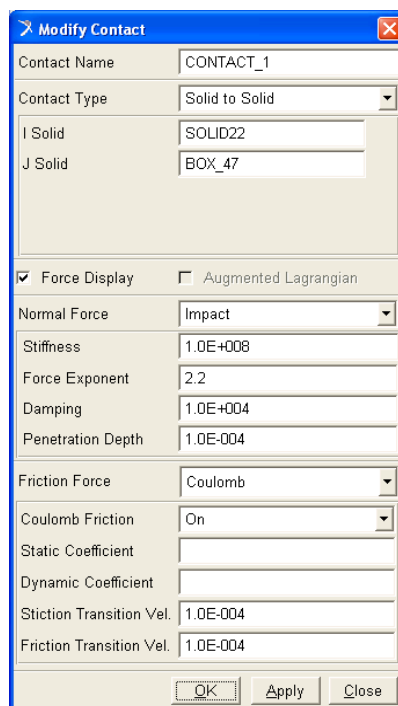 Modify Contact
Contact Name CONTACT_1
Contact Type Solid to Solid
I Solid SOLID22
J Solid BOX_47
Force Display Augmented Lagrangian
Normal Force Impact
Stiffness 1.0E+008
Force Exponent 2.2
Damping 1.0E+004
Penetration Depth 1.0E-004
Friction Force Coulomb
Coulomb Friction On
Static Coefficient
Dynamic Coefficient
Stiction Transition Vel. 1.0E-004
Friction Transition Vel. 1.0E-004
OK Apply Close